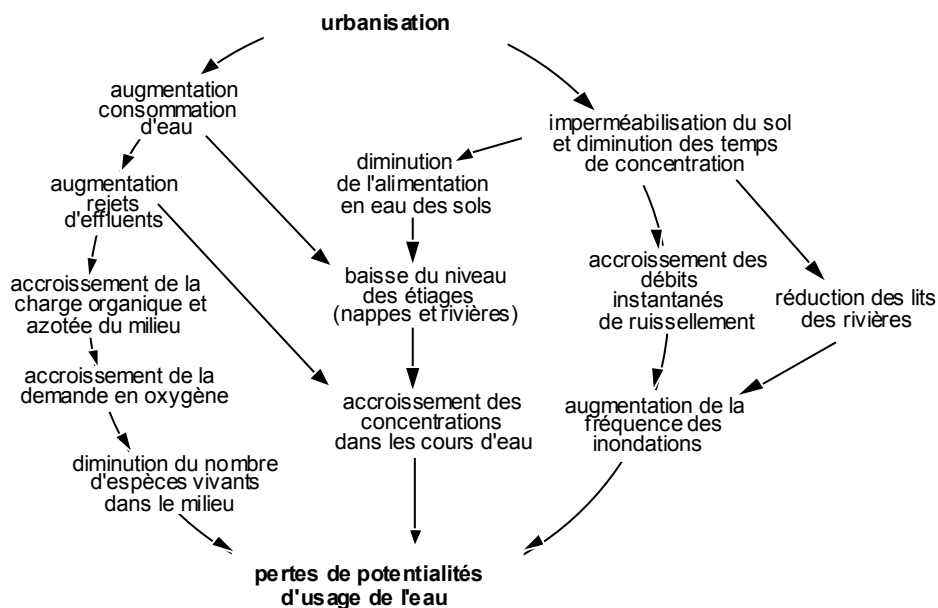 urbanisation
augmentation
consommation
d'eau
imperméabilisation du sol
et diminution des temps
de concentration
diminution
de l'alimentation
en eau des sols
augmentation
rejets
d'effluents
accroissement de la
charge organique et
azotée du milieu
baisse du niveau
des étiages
(nappes et rivières)
accroissement des
débits
instantanés
de ruissellement
réduction des lits
des rivières
accroissement de la
demande en oxygène
accroissement des
concentrations
dans les cours d'eau
augmentation de la
fréquence des
inondations
diminution du nombre
d'espèces vivants
dans le milieu
pertes de potentialités
d'usage de l'eau